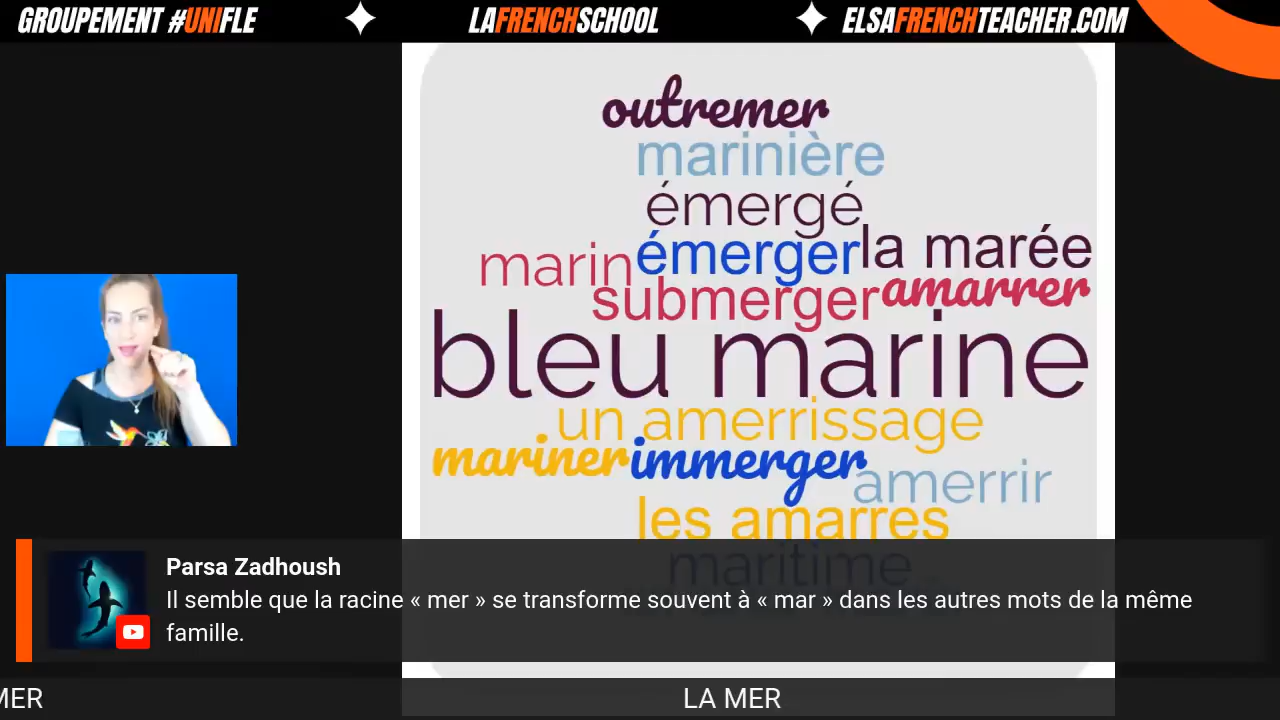 GROUPEMENT #UNIFLE
LAFRENCHSCHOOL
ELSAFRENCHTEACHER.COM
outremer
marinière
émergé
marin émerger la marée
submerger amarrer
bleu marine
un amerrissage
mariner immerger amerrir
les amarres
maritime
Parsa Zadhoush
Il semble que la racine « mer » se transforme souvent à « mar » dans les autres mots de la même
famille.
MER
LA MER